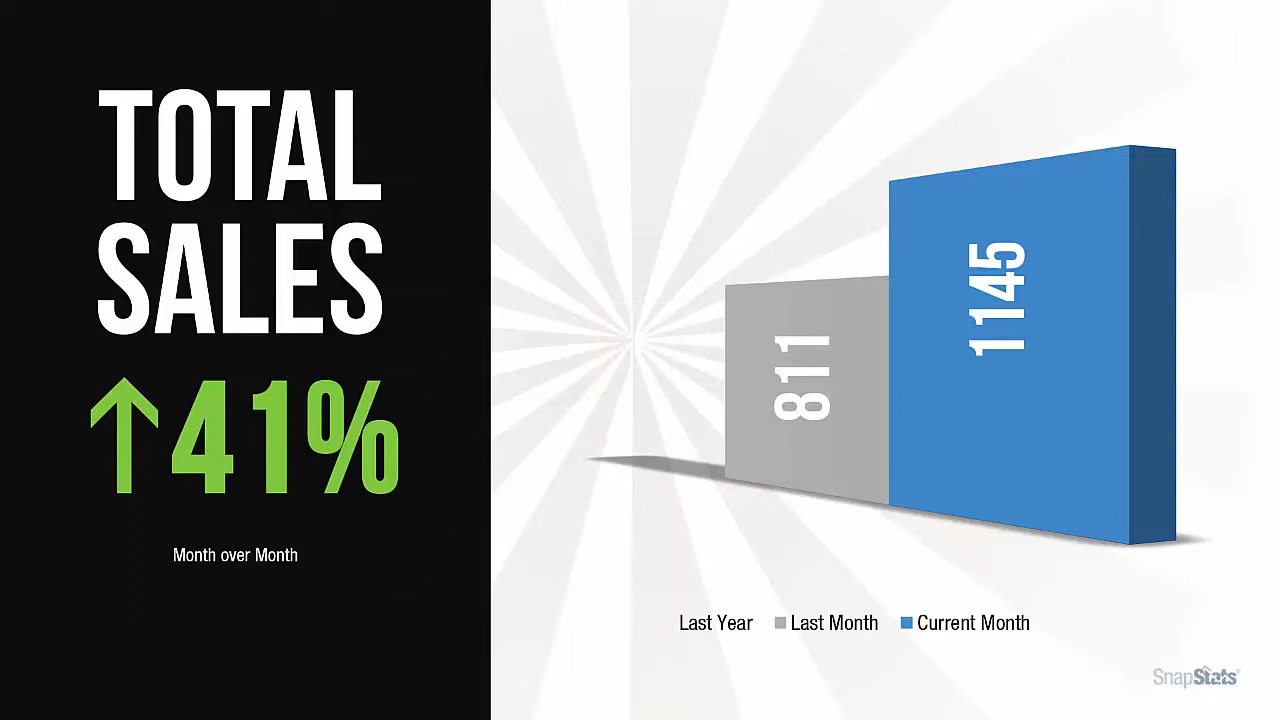 TOTAL
SALES
↑41%
Month over Month
811
1145
Last Year Last Month Current Month
SnapStats®